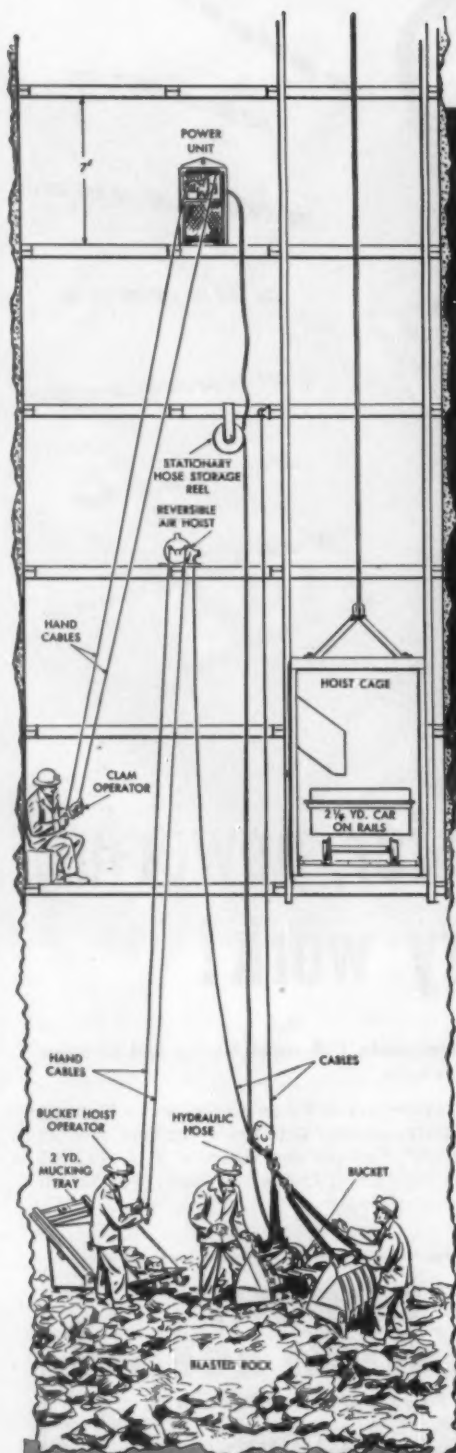 POWER
UNIT
7'
STATIONARY
HOSE STORAGE
REEL
REVERSIBLE
AIR HOIST
HAND
CABLES
HOIST CAGE
CLAM
OPERATOR
2¼ YD. CAR
ON RAILS
HAND
CABLES
CABLES
BUCKET HOIST
OPERATOR
HYDRAULIC
HOSE
2 YD.
MUCKING
TRAY
BUCKET
BLASTED ROCK